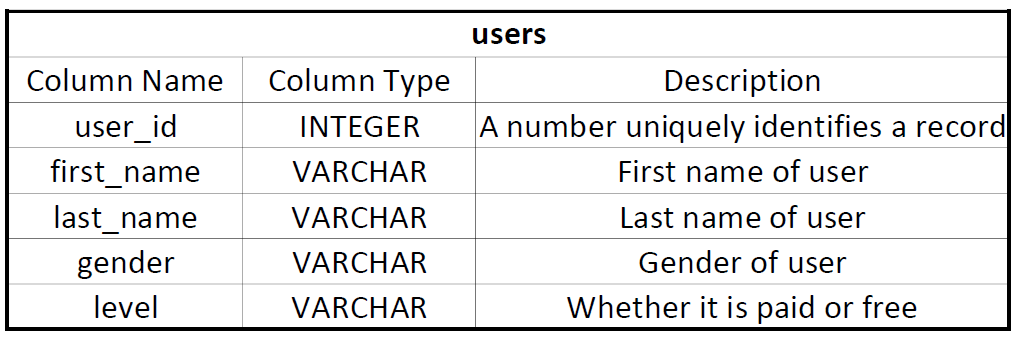 users
Column Name Column Type Description
user_id INTEGER A number uniquely identifies a record
first_name VARCHAR First name of user
last_name VARCHAR Last name of user
gender VARCHAR Gender of user
level VARCHAR Whether it is paid or free